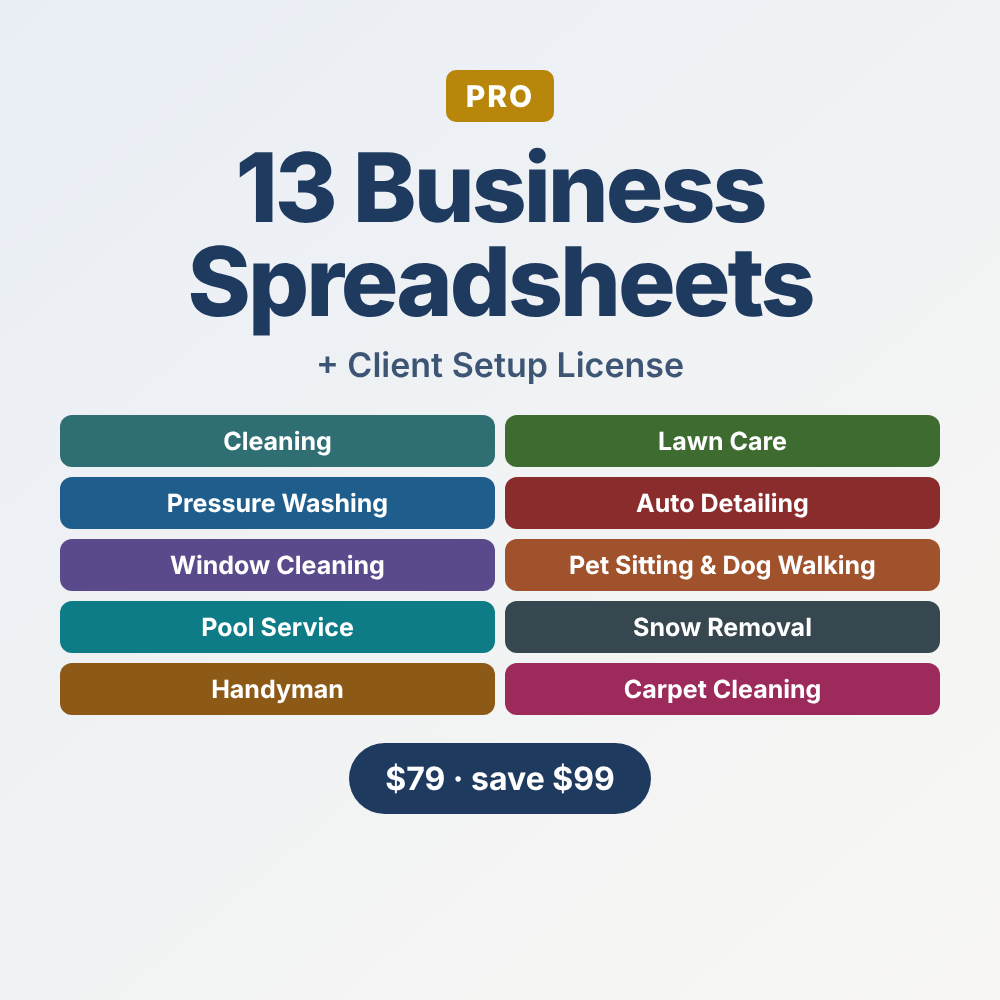 PRO
13 Business
Spreadsheets
+ Client Setup License
Cleaning
Lawn Care
Pressure Washing
Auto Detailing
Window Cleaning
Pet Sitting & Dog Walking
Pool Service
Snow Removal
Handyman
Carpet Cleaning
$79 · save $99